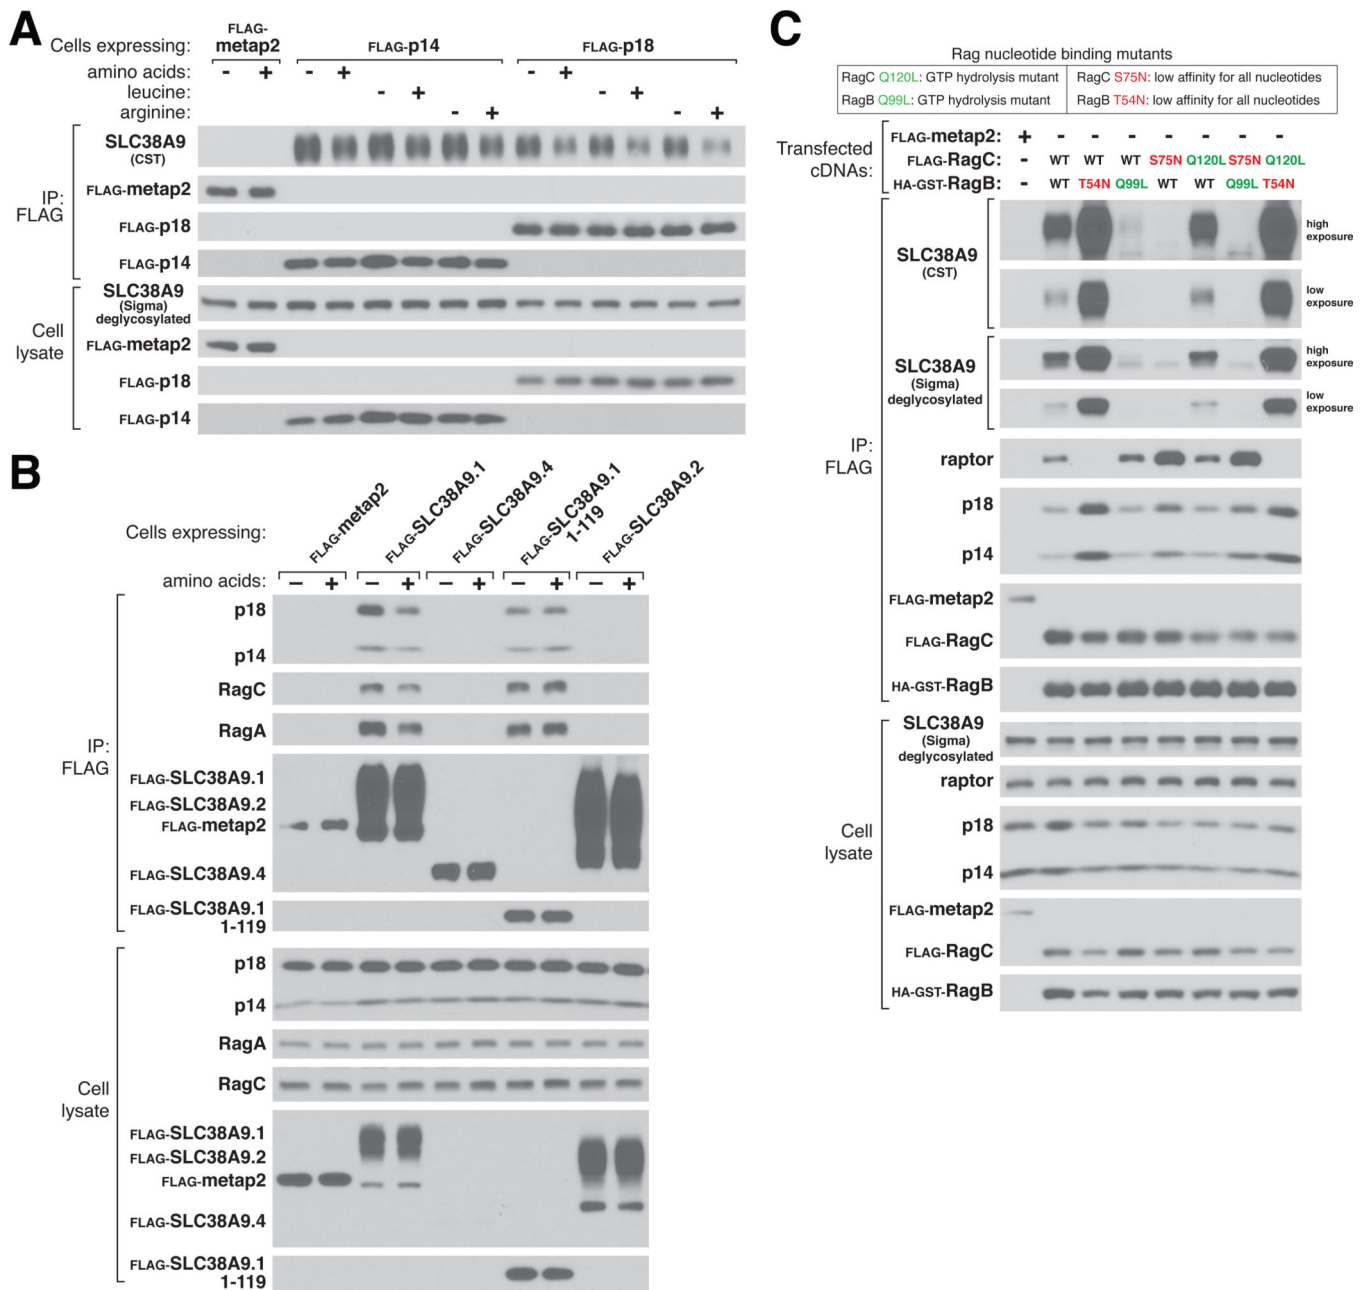 A
Cells expressing:
FLAG-
metap2
FLAG-p14
FLAG-p18
amino acids: - + - + - +
leucine: - + - +
arginine: - + - +
IP:
FLAG
SLC38A9
(CST)
FLAG-metap2
FLAG-p18
FLAG-p14
Cell
lysate
SLC38A9
(Sigma)
deglycosylated
FLAG-metap2
FLAG-p18
FLAG-p14
B
Cells expressing:
FLAG-metap2
FLAG-SLC38A9.1
FLAG-SLC38A9.4
FLAG-SLC38A9.1
1-119
FLAG-SLC38A9.2
amino acids: - + - + - + - + - +
IP:
FLAG
p18
p14
RagC
RagA
FLAG-SLC38A9.1
FLAG-SLC38A9.2
FLAG-metap2
FLAG-SLC38A9.4
FLAG-SLC38A9.1
1-119
Cell
lysate
p18
p14
RagA
RagC
FLAG-SLC38A9.1
FLAG-SLC38A9.2
FLAG-metap2
FLAG-SLC38A9.4
FLAG-SLC38A9.1
1-119
C
Rag nucleotide binding mutants
RagC Q120L: GTP hydrolysis mutant
RagC S75N: low affinity for all nucleotides
RagB Q99L: GTP hydrolysis mutant
RagB T54N: low affinity for all nucleotides
Transfected
cDNAs:
FLAG-metap2: + - - - - - - -
FLAG-RagC: - WT WT WT S75N Q120L S75N Q120L
HA-GST-RagB: - WT T54N Q99L WT WT Q99L T54N
IP:
FLAG
SLC38A9
(CST)
high
exposure
low
exposure
SLC38A9
(Sigma)
deglycosylated
high
exposure
low
exposure
raptor
p18
p14
FLAG-metap2
FLAG-RagC
HA-GST-RagB
Cell
lysate
SLC38A9
(Sigma)
deglycosylated
raptor
p18
p14
FLAG-metap2
FLAG-RagC
HA-GST-RagB